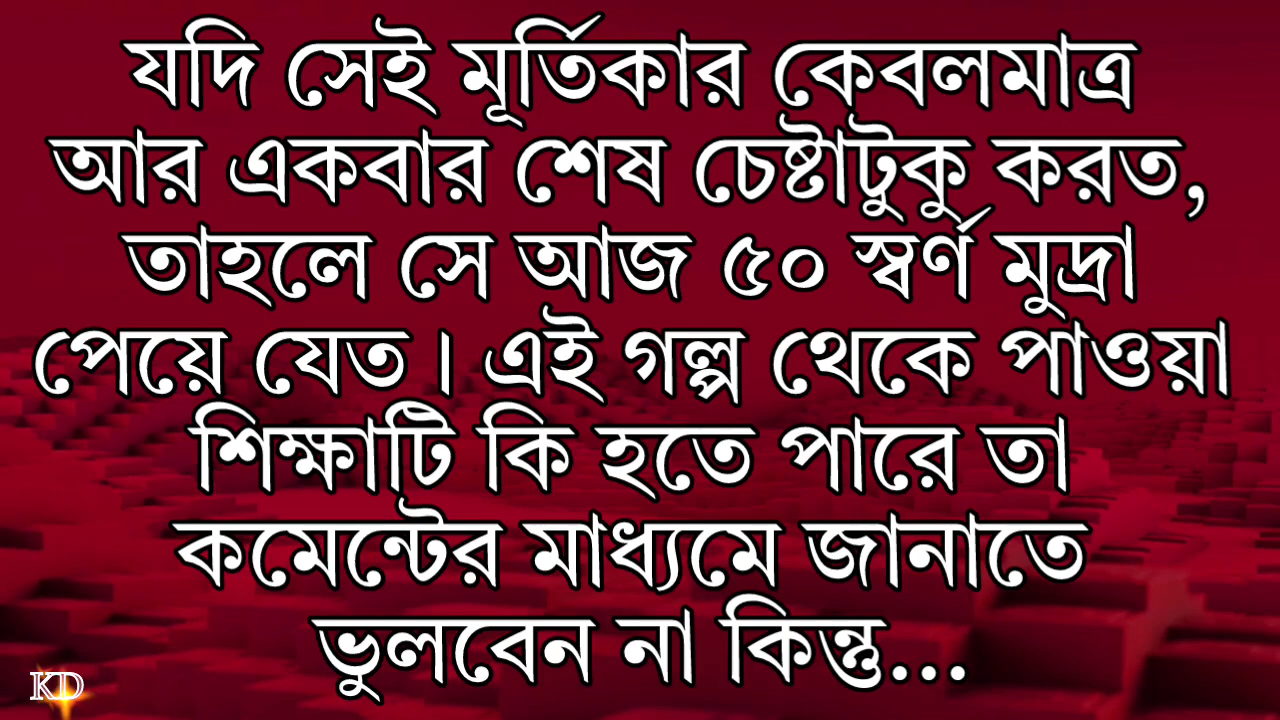 যদি সেই মূর্তিকার কেবলমাত্র
আর একবার শেষ চেষ্টাটুকু করত,
তাহলে সে আজ ৫০ স্বর্ণ মুদ্রা
পেয়ে যেত। এই গল্প থেকে পাওয়া
শিক্ষাটি কি হতে পারে তা
কমেন্টের মাধ্যমে জানাতে
ভুলবেন না কিন্তু...
KD